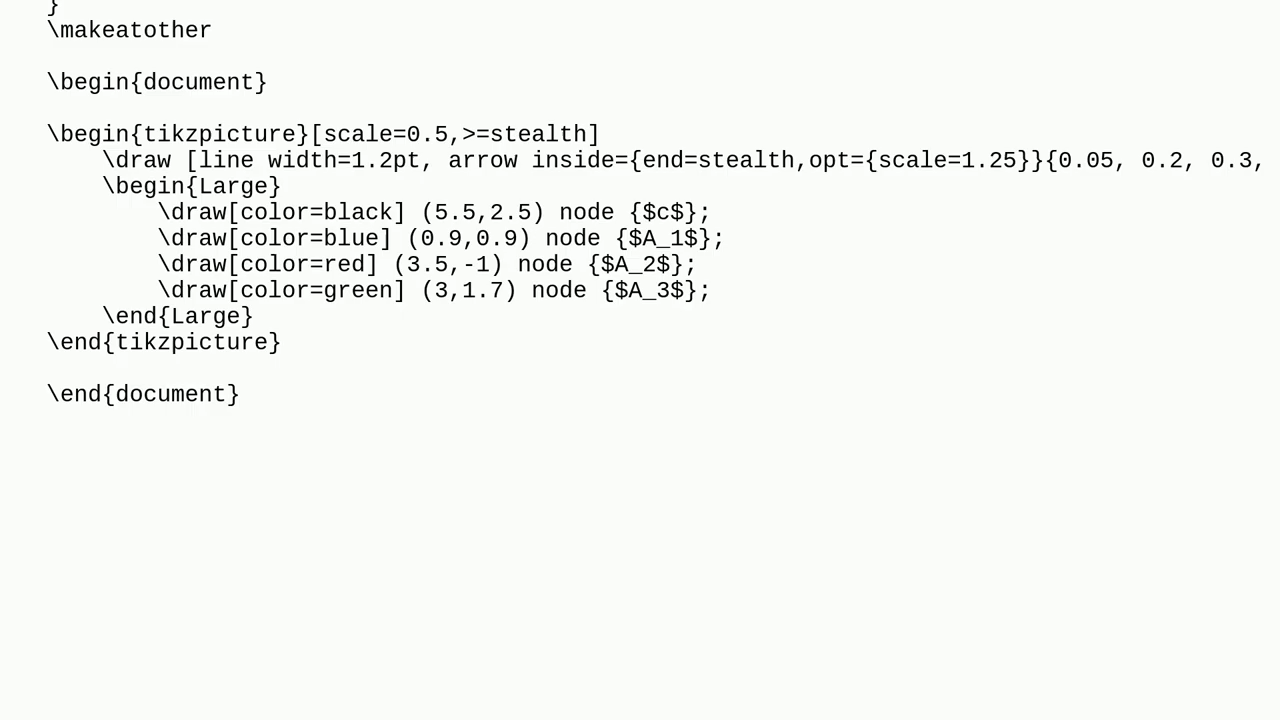 }
\makeatother
\begin{document}
\begin{tikzpicture}[scale=0.5,>=stealth]
\draw [line width=1.2pt, arrow inside={end=stealth,opt={scale=1.25}}{0.05, 0.2, 0.3,
\begin{Large}
\draw[color=black] (5.5,2.5) node {$c$};
\draw[color=blue] (0.9,0.9) node {$A_1$};
\draw[color=red] (3.5,-1) node {$A_2$};
\draw[color=green] (3,1.7) node {$A_3$};
\end{Large}
\end{tikzpicture}
\end{document}